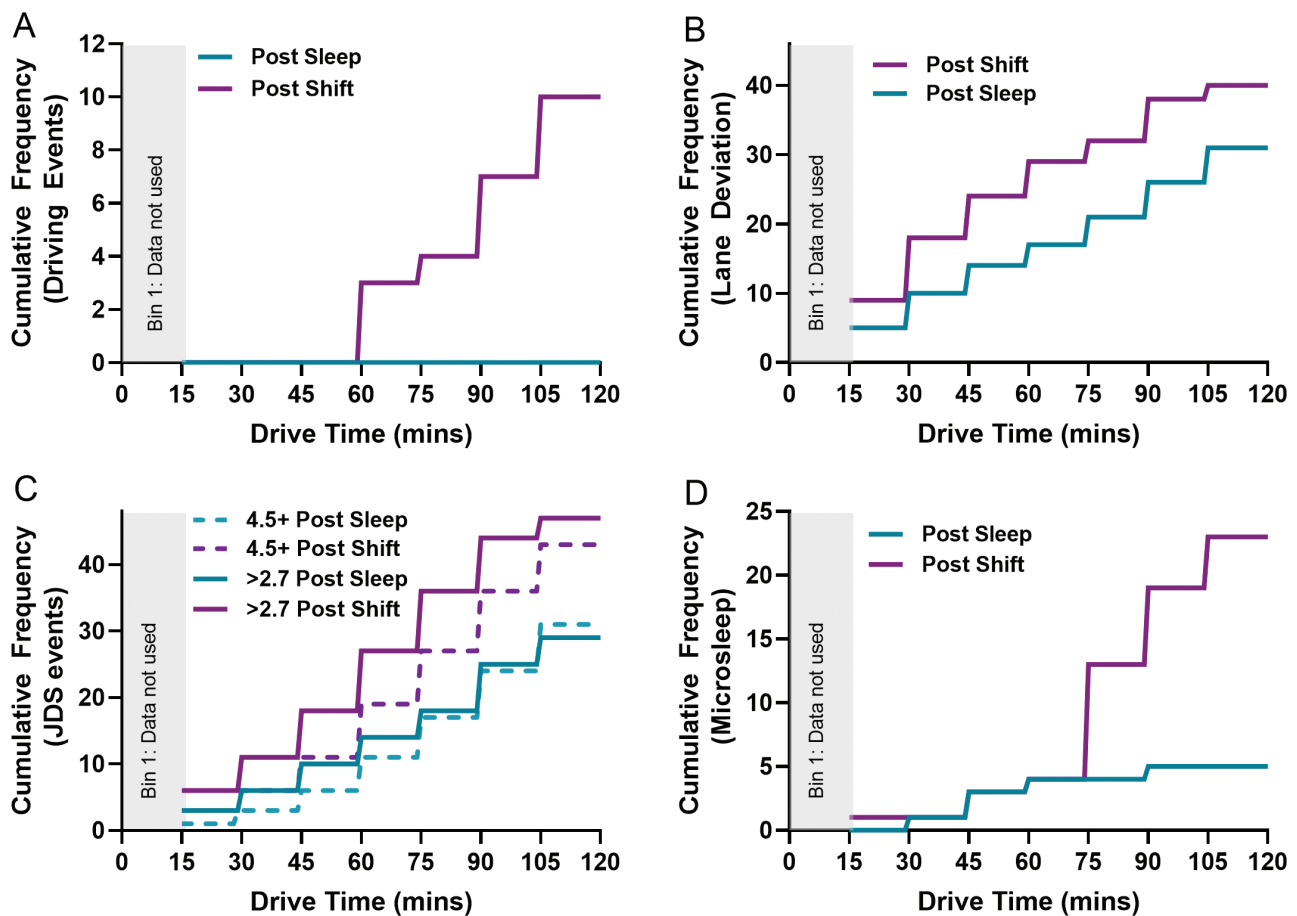 A
Cumulative Frequency
(Driving Events)
12
10
8
6
4
2
0
Bin 1: Data not used
Post Sleep
Post Shift
0 15 30 45 60 75 90 105 120
Drive Time (mins)
B
Cumulative Frequency
(Lane Deviation)
40
30
20
10
0
Bin 1: Data not used
Post Shift
Post Sleep
0 15 30 45 60 75 90 105 120
Drive Time (mins)
C
Cumulative Frequency
(JDS events)
40
30
20
10
0
Bin 1: Data not used
4.5+ Post Sleep
4.5+ Post Shift
>2.7 Post Sleep
>2.7 Post Shift
0 15 30 45 60 75 90 105 120
Drive Time (mins)
D
Cumulative Frequency
(Microsleep)
25
20
15
10
5
0
Bin 1: Data not used
Post Sleep
Post Shift
0 15 30 45 60 75 90 105 120
Drive Time (mins)